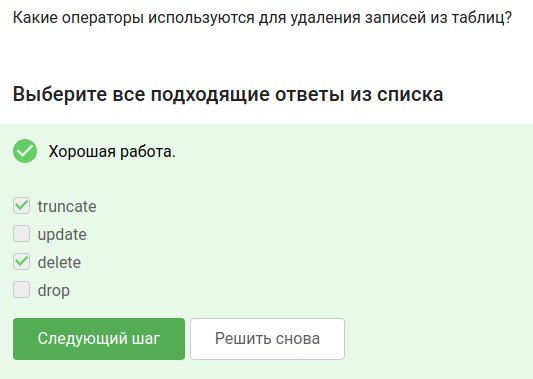 Какие операторы используются для удаления записей из таблиц?
Выберите все подходящие ответы из списка
Хорошая работа.
truncate
update
delete
drop
Следующий шаг
Решить снова